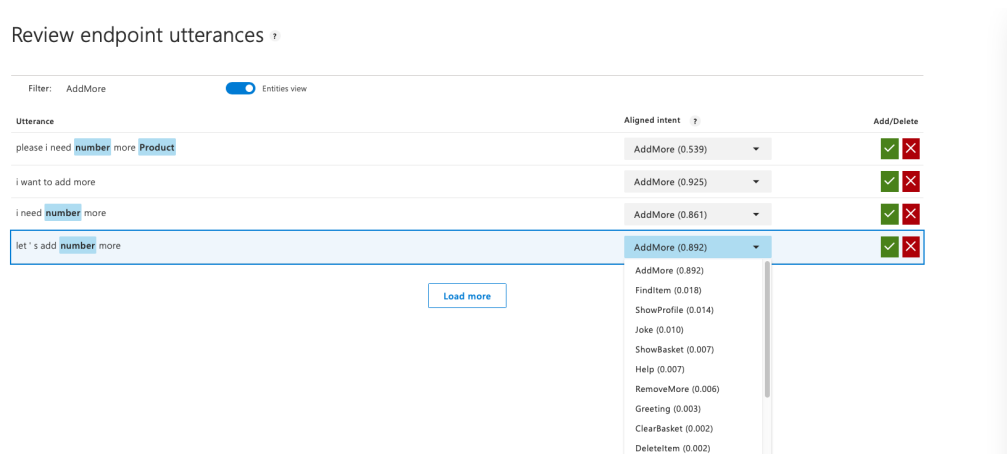 Review endpoint utterances ?
Filter: AddMore Entities view
Utterance Aligned intent ? Add/Delete
please i need number more Product AddMore (0.539)
i want to add more AddMore (0.925)
i need number more AddMore (0.861)
let ' s add number more AddMore (0.892)
AddMore (0.892)
Load more FindItem (0.018)
ShowProfile (0.014)
Joke (0.010)
ShowBasket (0.007)
Help (0.007)
RemoveMore (0.006)
Greeting (0.003)
ClearBasket (0.002)
DeleteItem (0.002)